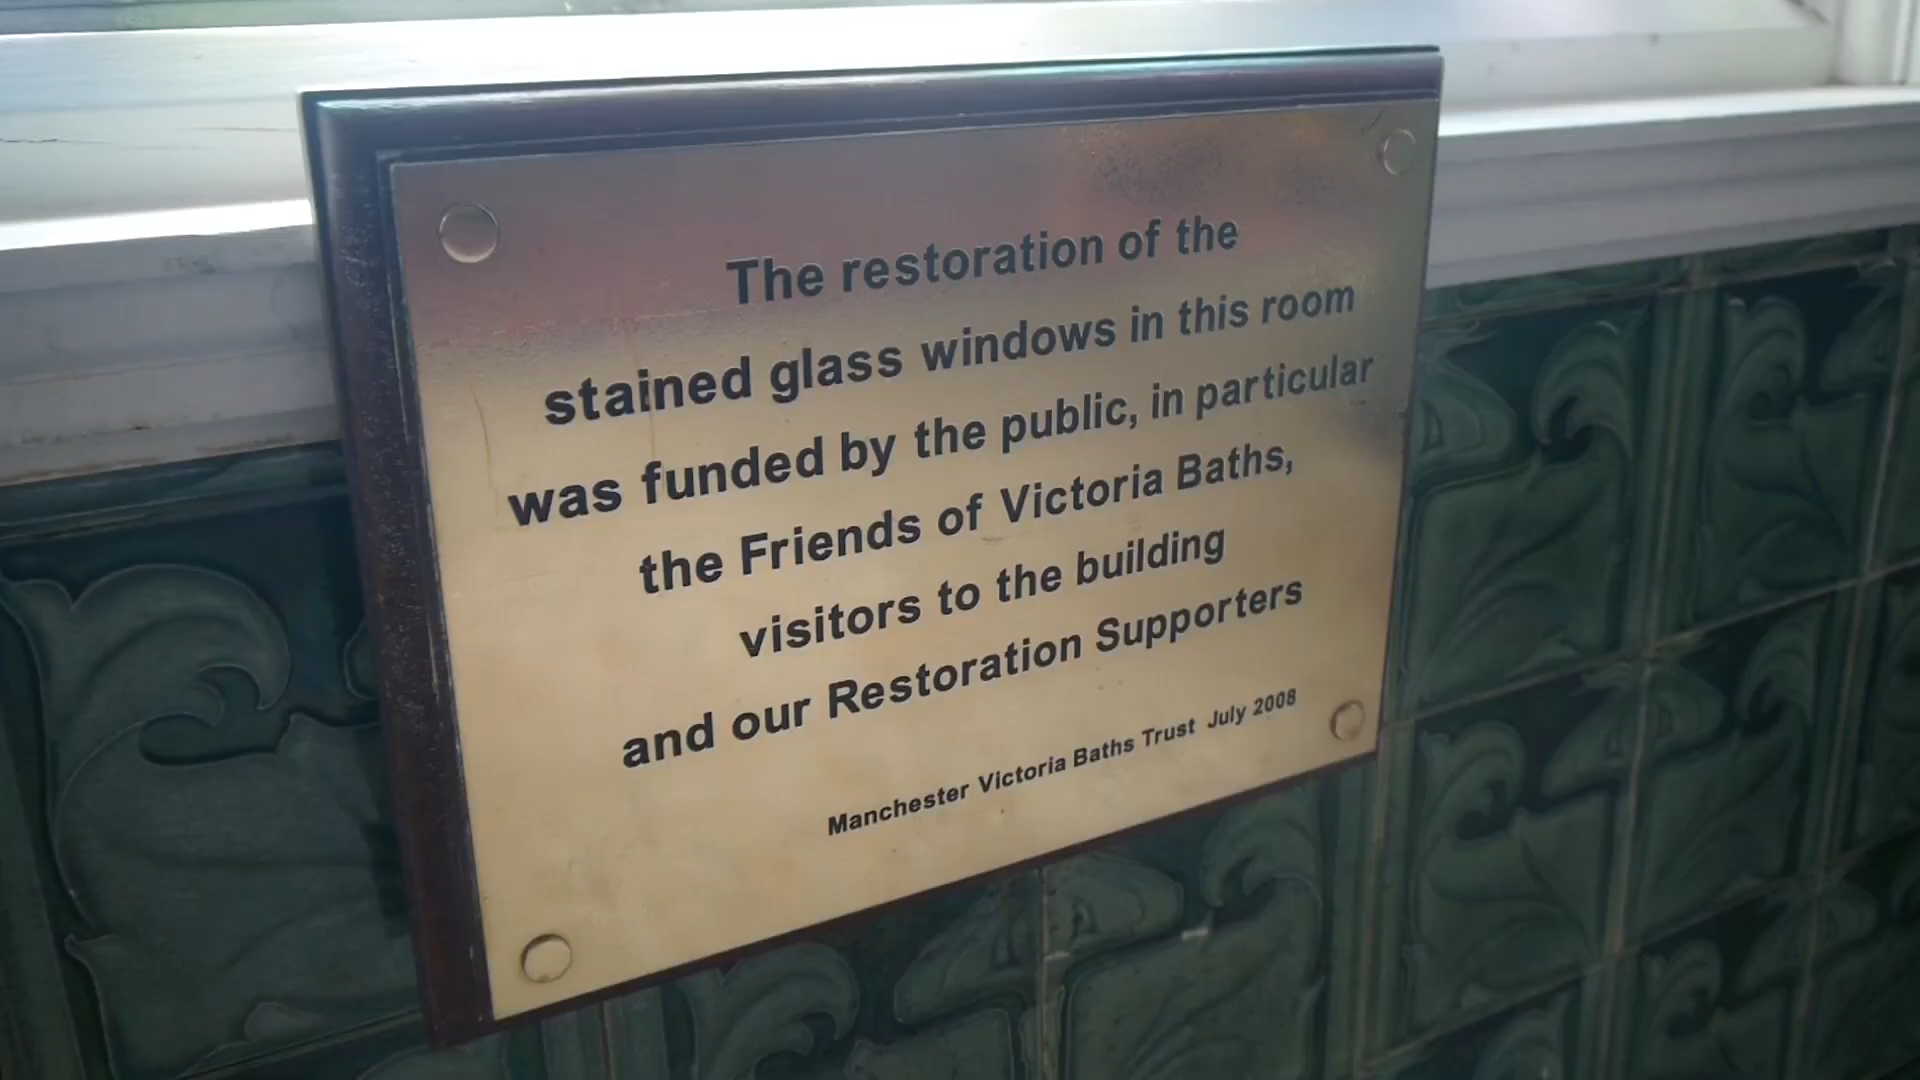 The restoration of the
stained glass windows in this room
was funded by the public, in particular
the Friends of Victoria Baths,
visitors to the building
and our Restoration Supporters
Manchester Victoria Baths Trust July 2008